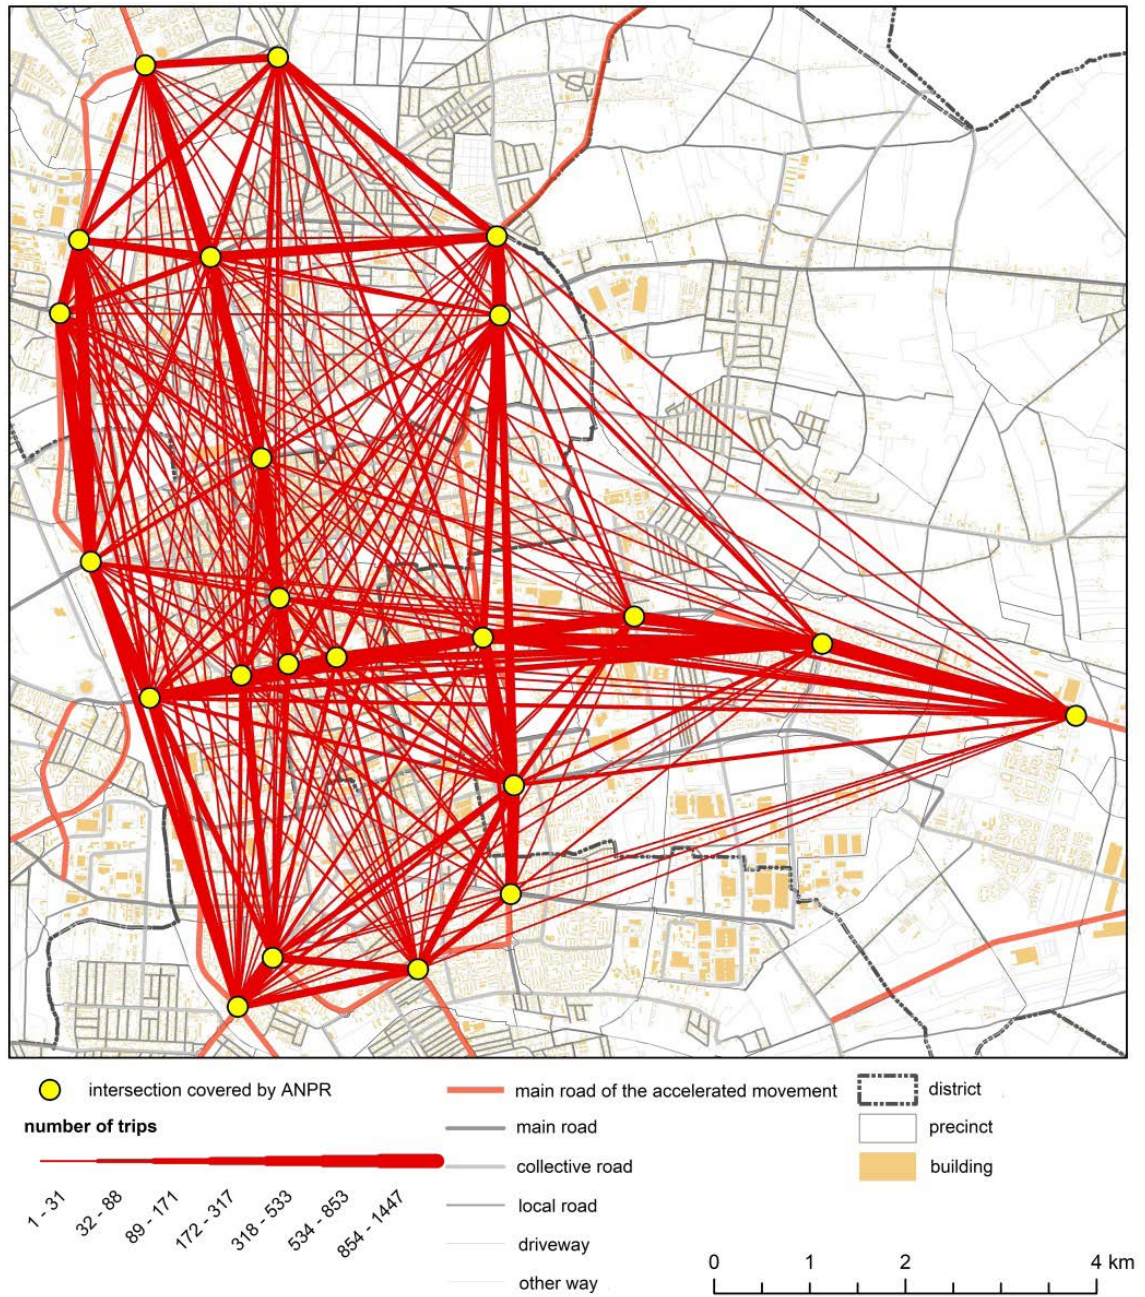 intersection covered by ANPR
number of trips
1 - 31
32 - 88
89 - 171
172 - 317
318 - 533
534 - 853
854 - 1447
main road of the accelerated movement
main road
collective road
local road
driveway
other way
district
precinct
building
0 1 2 4 km